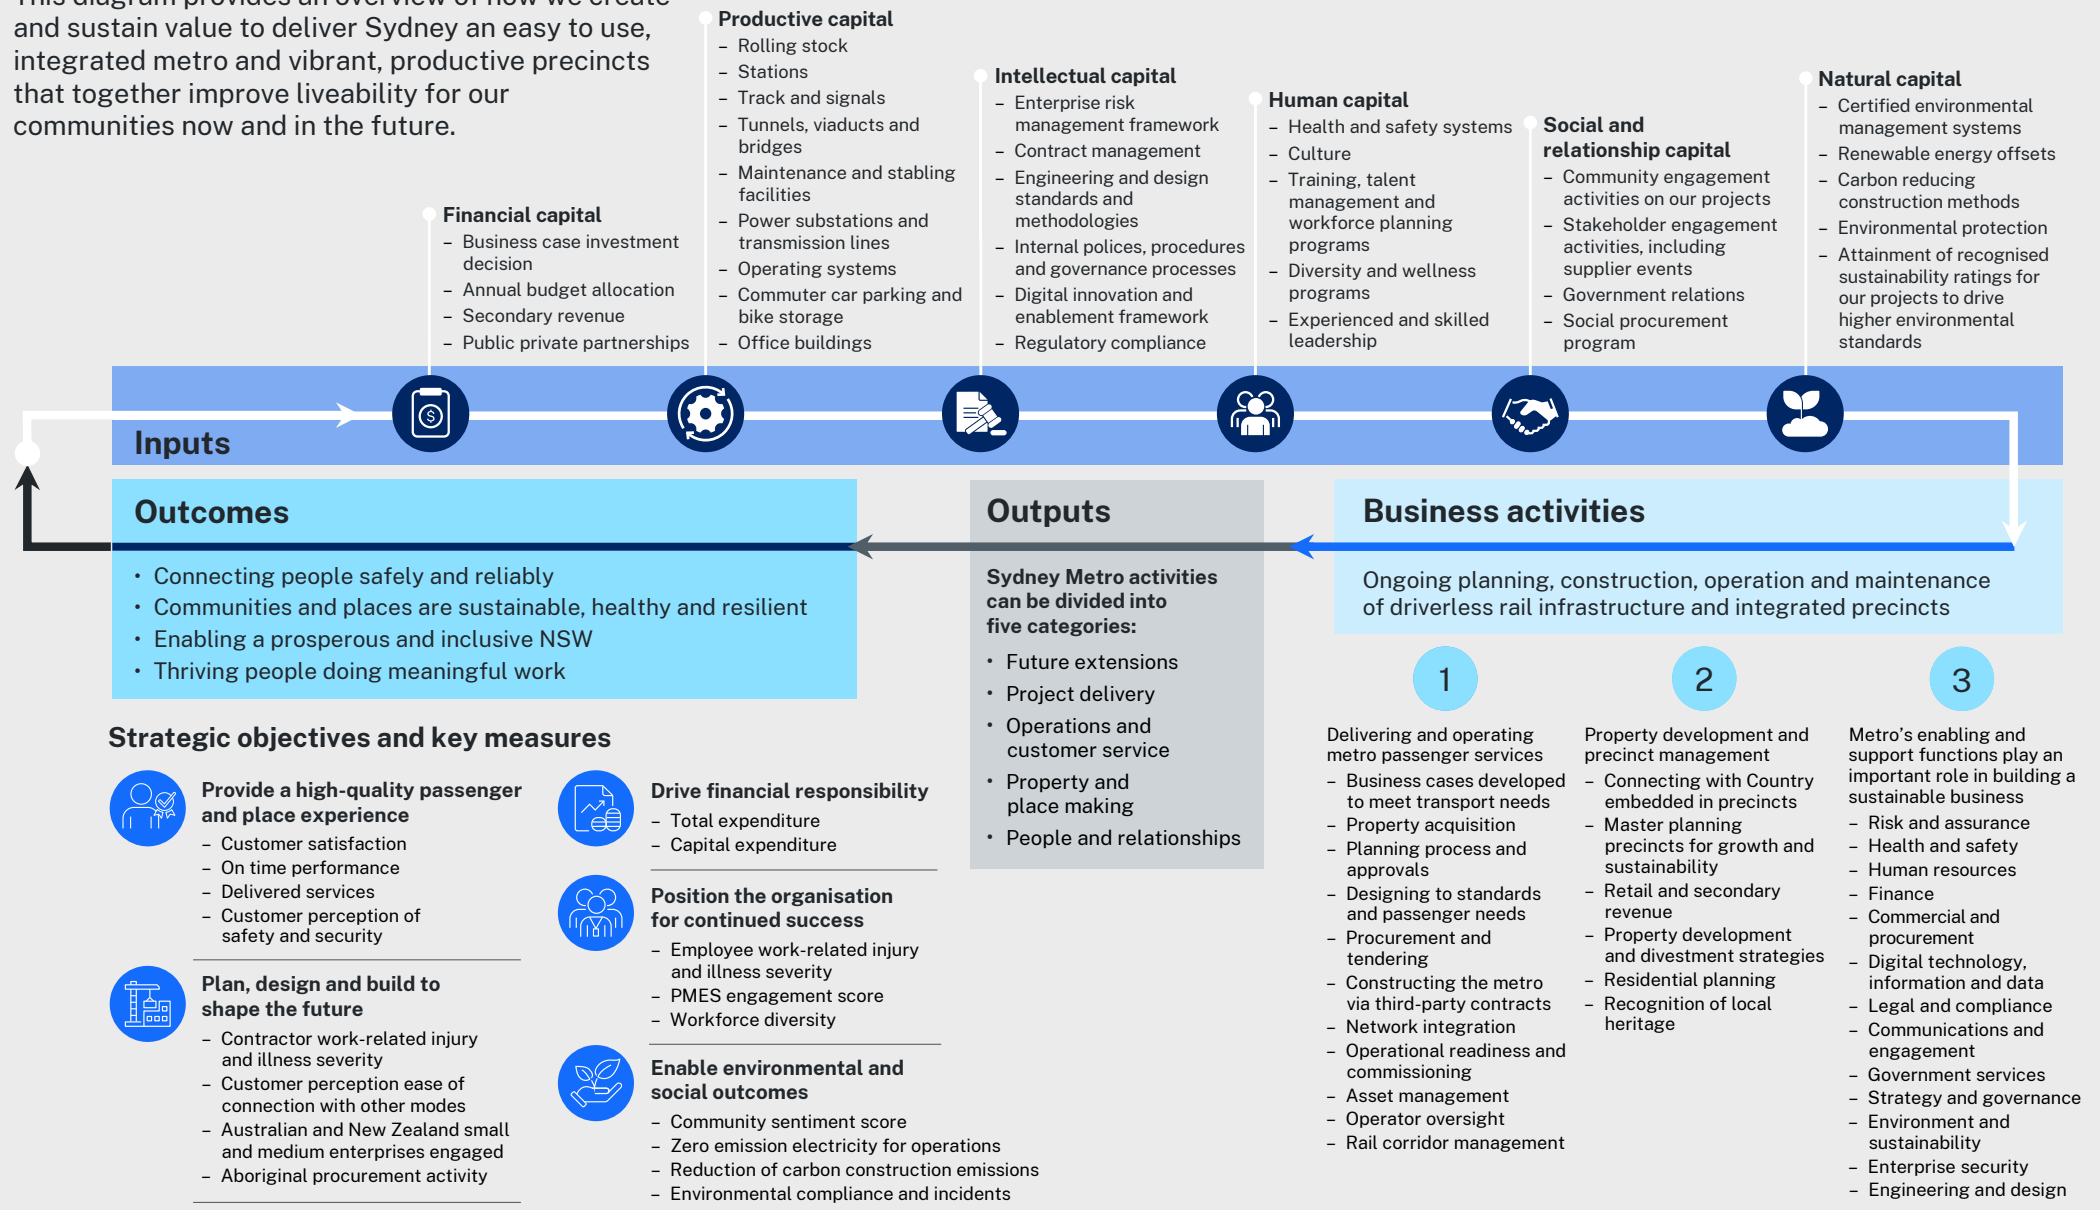 This diagram provides an overview of how we create
and sustain value to deliver Sydney an easy to use,
integrated metro and vibrant, productive precincts
that together improve liveability for our
communities now and in the future.
Financial capital
– Business case investment
decision
– Annual budget allocation
– Secondary revenue
– Public private partnerships
Productive capital
– Rolling stock
– Stations
– Track and signals
– Tunnels, viaducts and
bridges
– Maintenance and stabling
facilities
– Power substations and
transmission lines
– Operating systems
– Commuter car parking and
bike storage
– Office buildings
Intellectual capital
– Enterprise risk
management framework
– Contract management
– Engineering and design
standards and
methodologies
– Internal polices, procedures
and governance processes
– Digital innovation and
enablement framework
– Regulatory compliance
Human capital
– Health and safety systems
– Culture
– Training, talent
management and
workforce planning
programs
– Diversity and wellness
programs
– Experienced and skilled
leadership
Social and
relationship capital
– Community engagement
activities on our projects
– Stakeholder engagement
activities, including
supplier events
– Government relations
– Social procurement
program
Natural capital
– Certified environmental
management systems
– Renewable energy offsets
– Carbon reducing
construction methods
– Environmental protection
– Attainment of recognised
sustainability ratings for
our projects to drive
higher environmental
standards
$
Inputs
Outcomes
• Connecting people safely and reliably
• Communities and places are sustainable, healthy and resilient
• Enabling a prosperous and inclusive NSW
• Thriving people doing meaningful work
Outputs
Sydney Metro activities
can be divided into
five categories:
• Future extensions
• Project delivery
• Operations and
customer service
• Property and
place making
• People and relationships
Business activities
Ongoing planning, construction, operation and maintenance
of driverless rail infrastructure and integrated precincts
1
Delivering and operating
metro passenger services
– Business cases developed
to meet transport needs
– Property acquisition
– Planning process and
approvals
– Designing to standards
and passenger needs
– Procurement and
tendering
– Constructing the metro
via third-party contracts
– Network integration
– Operational readiness and
commissioning
– Asset management
– Operator oversight
– Rail corridor management
2
Property development and
precinct management
– Connecting with Country
embedded in precincts
– Master planning
precincts for growth and
sustainability
– Retail and secondary
revenue
– Property development
and divestment strategies
– Residential planning
– Recognition of local
heritage
3
Metro's enabling and
support functions play an
important role in building a
sustainable business
– Risk and assurance
– Health and safety
– Human resources
– Finance
– Commercial and
procurement
– Digital technology,
information and data
– Legal and compliance
– Communications and
engagement
– Government services
– Strategy and governance
– Environment and
sustainability
– Enterprise security
– Engineering and design
Strategic objectives and key measures
Provide a high-quality passenger
and place experience
– Customer satisfaction
– On time performance
– Delivered services
– Customer perception of
safety and security
Plan, design and build to
shape the future
– Contractor work-related injury
and illness severity
– Customer perception ease of
connection with other modes
– Australian and New Zealand small
and medium enterprises engaged
– Aboriginal procurement activity
Drive financial responsibility
– Total expenditure
– Capital expenditure
Position the organisation
for continued success
– Employee work-related injury
and illness severity
– PMES engagement score
– Workforce diversity
Enable environmental and
social outcomes
– Community sentiment score
– Zero emission electricity for operations
– Reduction of carbon construction emissions
– Environmental compliance and incidents